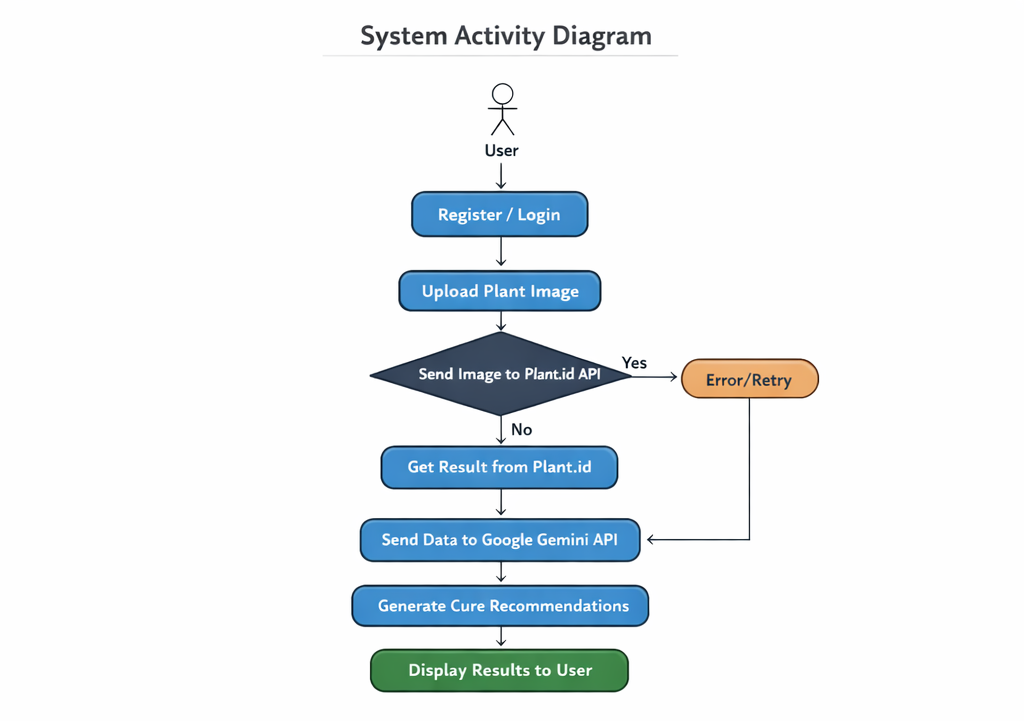 System Activity Diagram
User
Register / Login
Upload Plant Image
Send Image to Plant.id API
Yes
Error/Retry
No
Get Result from Plant.id
Send Data to Google Gemini API
Generate Cure Recommendations
Display Results to User